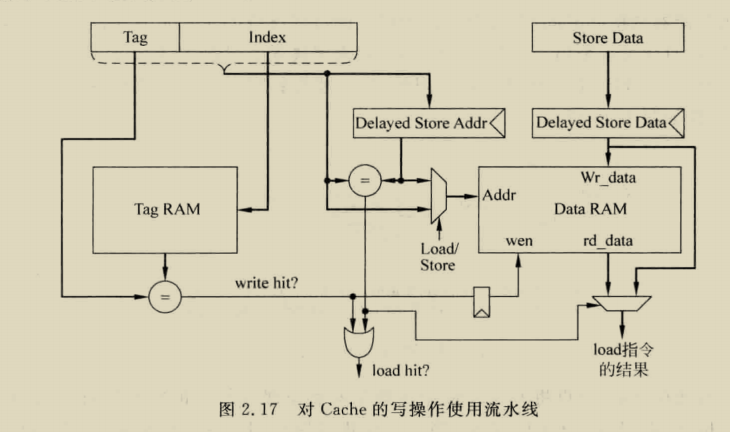 Tag
Index
Store Data
Delayed Store Addr
Delayed Store Data
=
Wr_data
Tag RAM
Addr
Data RAM
Load/
Store
wen
rd_data
=
write hit?
load hit?
load指令
的结果
图 2.17 对 Cache 的写操作使用流水线